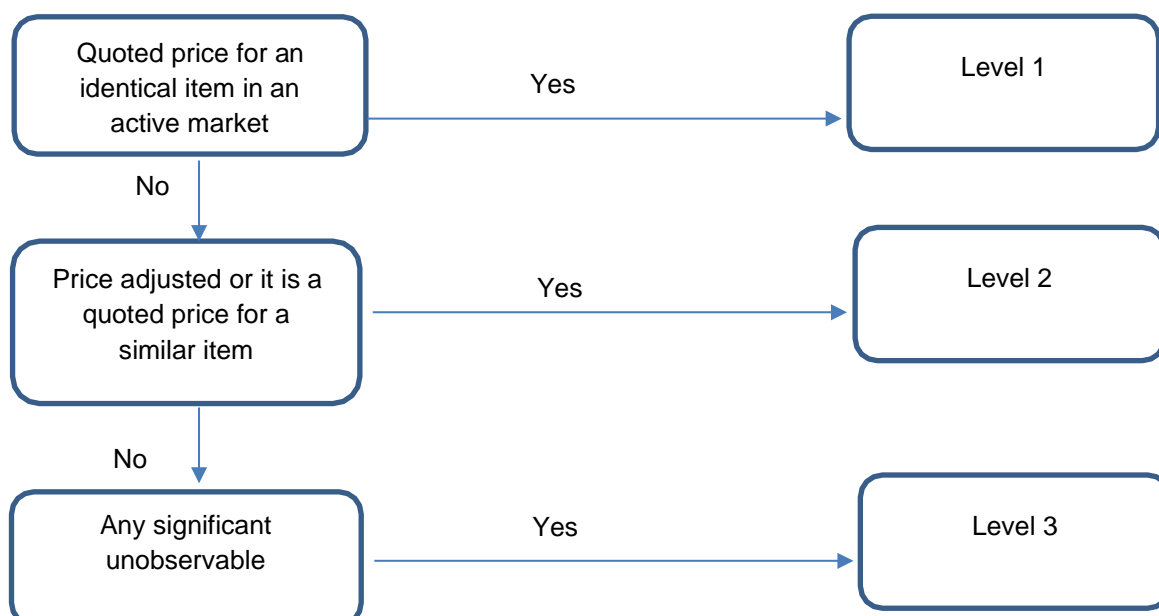 Quoted price for an
identical item in an
active market
Yes
Level 1
No
Price adjusted or it is a
quoted price for a
similar item
Yes
Level 2
No
Any significant
unobservable
Yes
Level 3